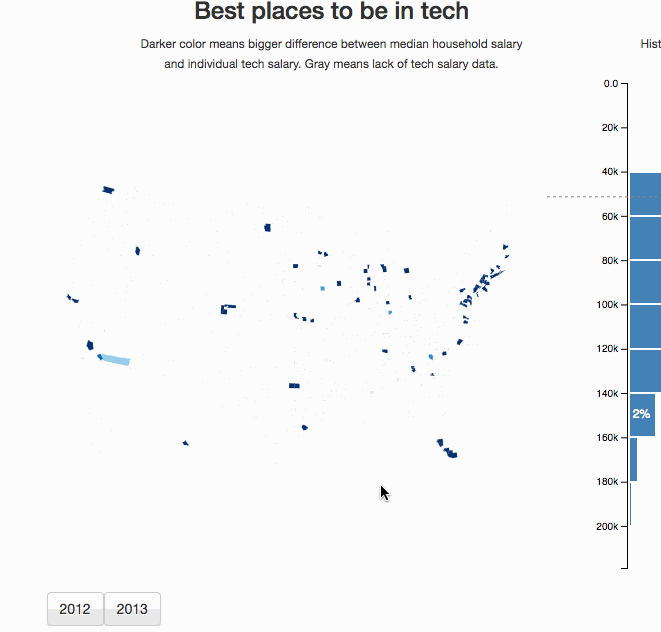 Best places to be in tech
Darker color means bigger difference between median household salary
and individual tech salary. Gray means lack of tech salary data.
Hist
0.0
20k
40k
60k
80k
100k
120k
140k
2%
160k
180k
200k
2012
2013